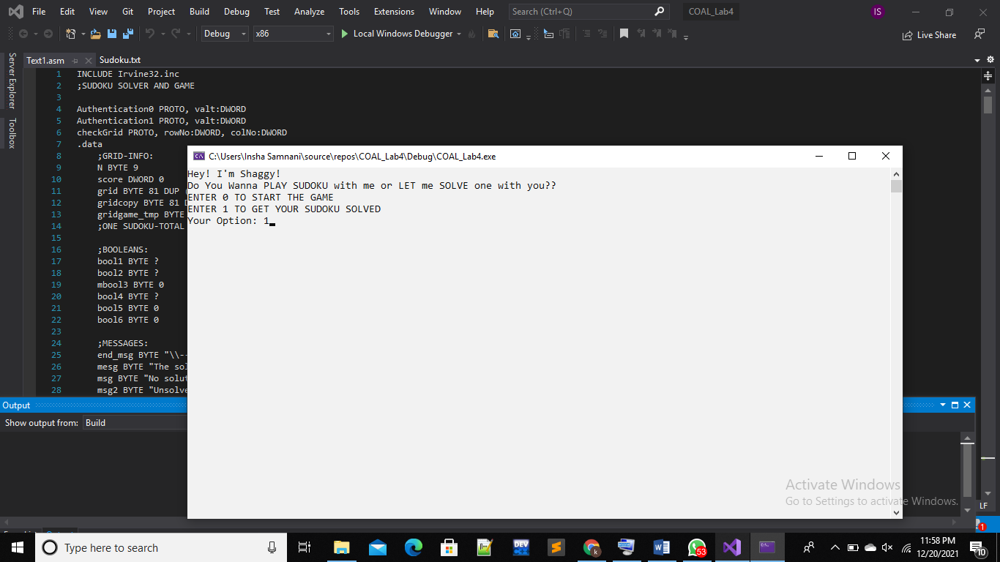 File Edit View Git Project Build Debug Test Analyze Tools Extensions Window Help Search (Ctrl+Q) COAL_Lab4 IS
Debug x86 Local Windows Debugger Live Share
Server Explorer
Toolbox
Text1.asm Sudoku.txt
1 INCLUDE Irvine32.inc
2 ;SUDOKU SOLVER AND GAME
3
4 Authentication0 PROTO, valt:DWORD
5 Authentication1 PROTO, valt:DWORD
6 checkGrid PROTO, rowNo:DWORD, colNo:DWORD
7 .data
8 ;GRID-INFO:
9 N BYTE 9
10 score DWORD 0
11 grid BYTE 81 DUP
12 gridcopy BYTE 81
13 gridgame_tmp BYTE
14 ;ONE SUDOKU-TOTAL
15
16 ;BOOLEANS:
17 bool1 BYTE ?
18 bool2 BYTE ?
19 mbool3 BYTE 0
20 bool4 BYTE ?
21 bool5 BYTE 0
22 bool6 BYTE 0
23
24 ;MESSAGES:
25 end_msg BYTE "\\--
26 mesg BYTE "The sol
27 msg BYTE "No solut
28 msg2 BYTE "Unsolve
C:\Users\Insha Samnani\source\repos\COAL_Lab4\Debug\COAL_Lab4.exe
Hey! I'm Shaggy!
Do You Wanna PLAY SUDOKU with me or LET me SOLVE one with you??
ENTER 0 TO START THE GAME
ENTER 1 TO GET YOUR SUDOKU SOLVED
Your Option: 1
Output
Show output from: Build
Activate Windows
Go to Settings to activate Windows.
LF
1
Type here to search
DEV
53
11:58 PM
12/20/2021
10